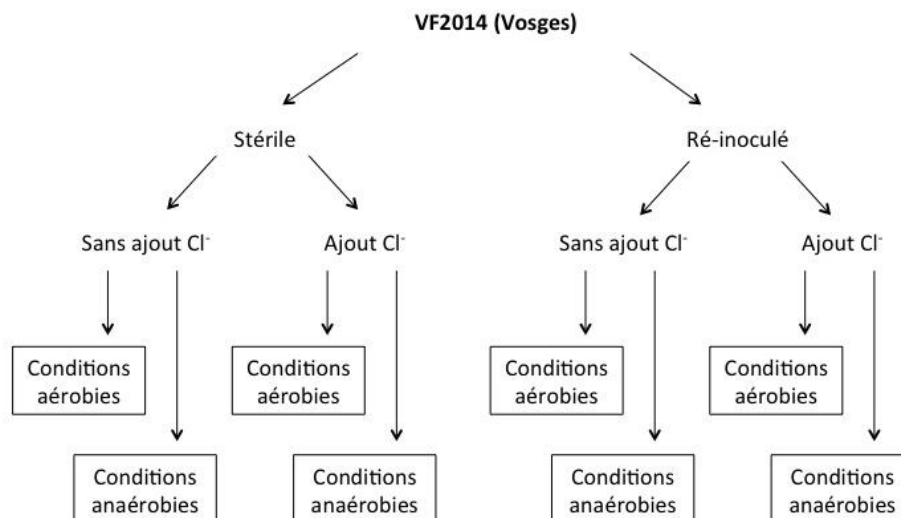 VF2014 (Vosges)
Stérile
Ré-inoculé
Sans ajout Cl⁻
Ajout Cl⁻
Sans ajout Cl⁻
Ajout Cl⁻
Conditions
aérobies
Conditions
aérobies
Conditions
aérobies
Conditions
aérobies
Conditions
anaérobies
Conditions
anaérobies
Conditions
anaérobies
Conditions
anaérobies